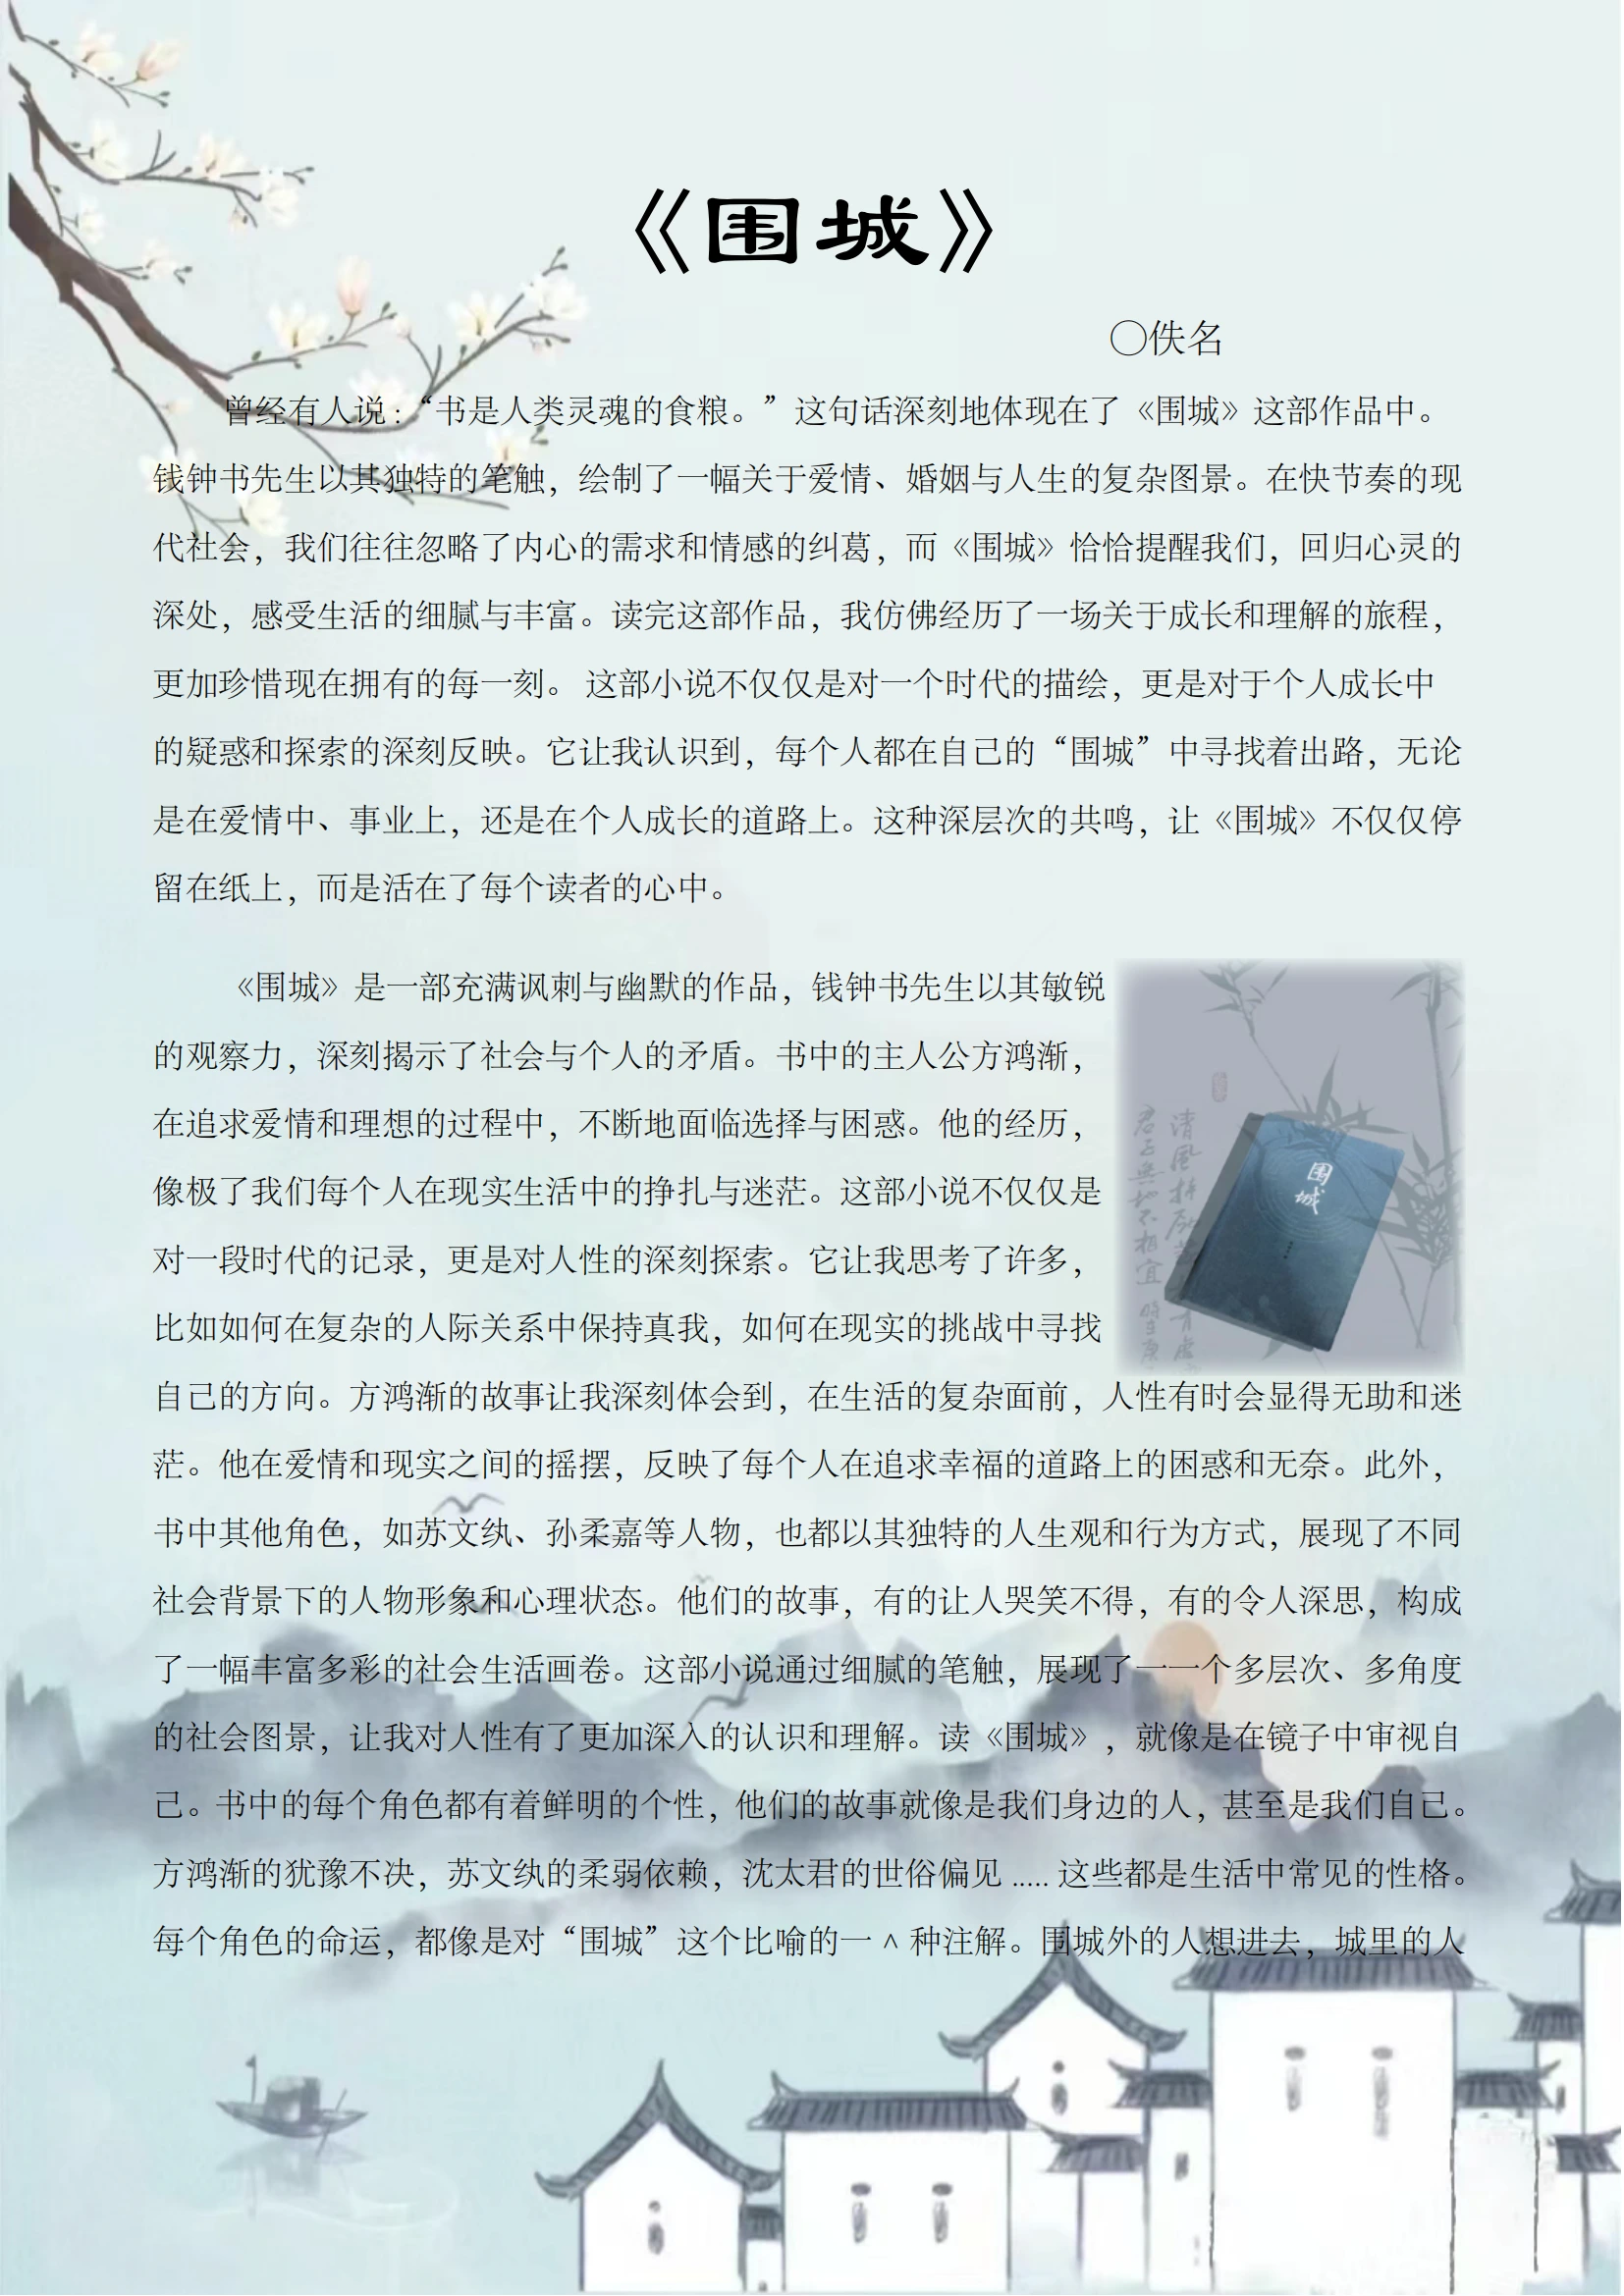 《围城》
〇佚名
曾经有人说：“书是人类灵魂的食粮。”这句话深刻地体现在了《围城》这部作品中。
钱钟书先生以其独特的笔触，绘制了一幅关于爱情、婚姻与人生的复杂图景。在快节奏的现
代社会，我们往往忽略了内心的需求和情感的纠葛，而《围城》恰恰提醒我们，回归心灵的
深处，感受生活的细腻与丰富。读完这部作品，我仿佛经历了一场关于成长和理解的旅程，
更加珍惜现在拥有的每一刻。 这部小说不仅仅是对一个时代的描绘，更是对于个人成长中
的疑惑和探索的深刻反映。它让我认识到，每个人都在自己的“围城”中寻找着出路，无论
是在爱情中、事业上，还是在个人成长的道路上。这种深层次的共鸣，让《围城》不仅仅停
留在纸上，而是活在了每个读者的心中。
《围城》是一部充满讽刺与幽默的作品，钱钟书先生以其敏锐
的观察力，深刻揭示了社会与个人的矛盾。书中的主人公方鸿渐，
在追求爱情和理想的过程中，不断地面临选择与困惑。他的经历，
像极了我们每个人在现实生活中的挣扎与迷茫。这部小说不仅仅是
对一段时代的记录，更是对人性的深刻探索。它让我思考了许多，
比如如何在复杂的人际关系中保持真我，如何在现实的挑战中寻找
围
城
自己的方向。方鸿渐的故事让我深刻体会到，在生活的复杂面前，人性有时会显得无助和迷
茫。他在爱情和现实之间的摇摆，反映了每个人在追求幸福的道路上的困惑和无奈。此外，
书中其他角色，如苏文纨、孙柔嘉等人物，也都以其独特的人生观和行为方式，展现了不同
社会背景下的人物形象和心理状态。他们的故事，有的让人哭笑不得，有的令人深思，构成
了一幅丰富多彩的社会生活画卷。这部小说通过细腻的笔触，展现了一一个多层次、多角度
的社会图景，让我对人性有了更加深入的认识和理解。读《围城》，就像是在镜子中审视自
己。书中的每个角色都有着鲜明的个性，他们的故事就像是我们身边的人，甚至是我们自己。
方鸿渐的犹豫不决，苏文纨的柔弱依赖，沈太君的世俗偏见 ..... 这些都是生活中常见的性格。
每个角色的命运，都像是对“围城”这个比喻的一 ^ 种注解。围城外的人想进去，城里的人